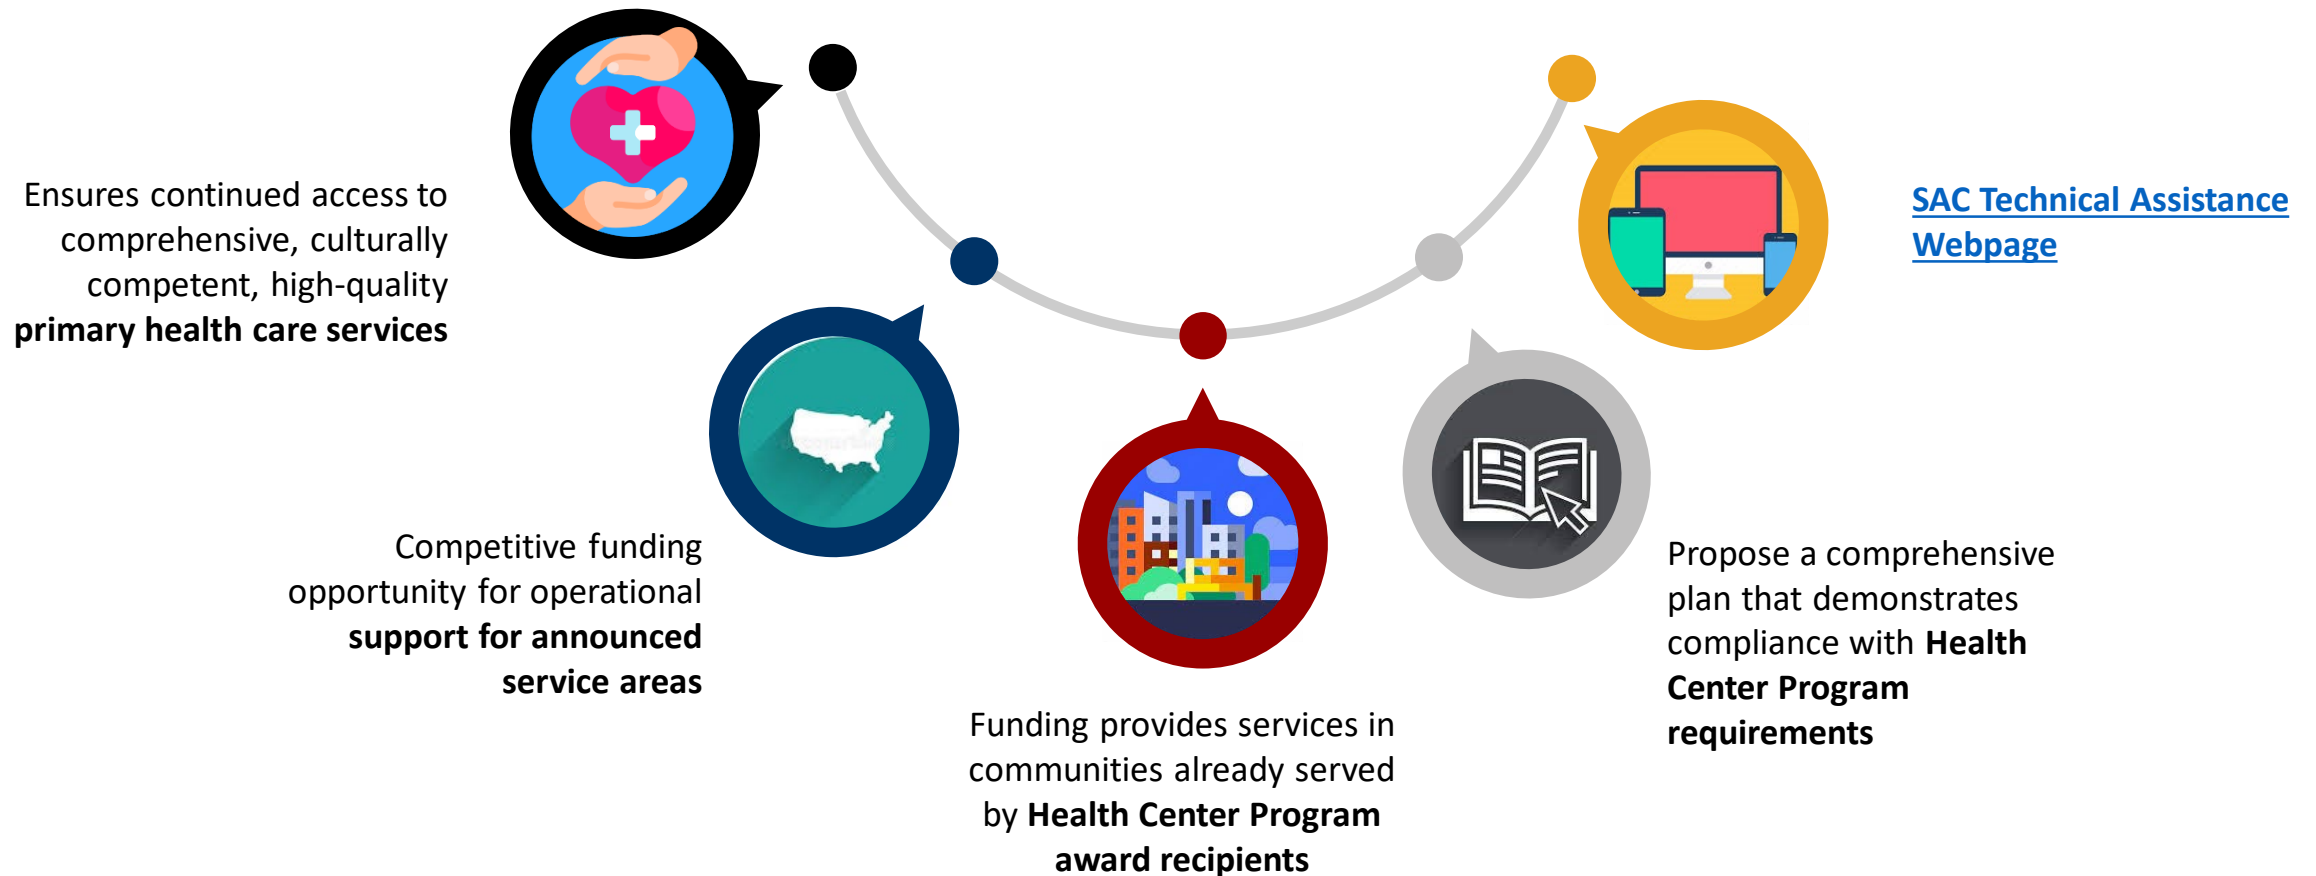 Ensures continued access to
comprehensive, culturally
competent, high-quality
primary health care services
Competitive funding
opportunity for operational
support for announced
service areas
Funding provides services in
communities already served
by Health Center Program
award recipients
Propose a comprehensive
plan that demonstrates
compliance with Health
Center Program
requirements
SAC Technical Assistance
Webpage